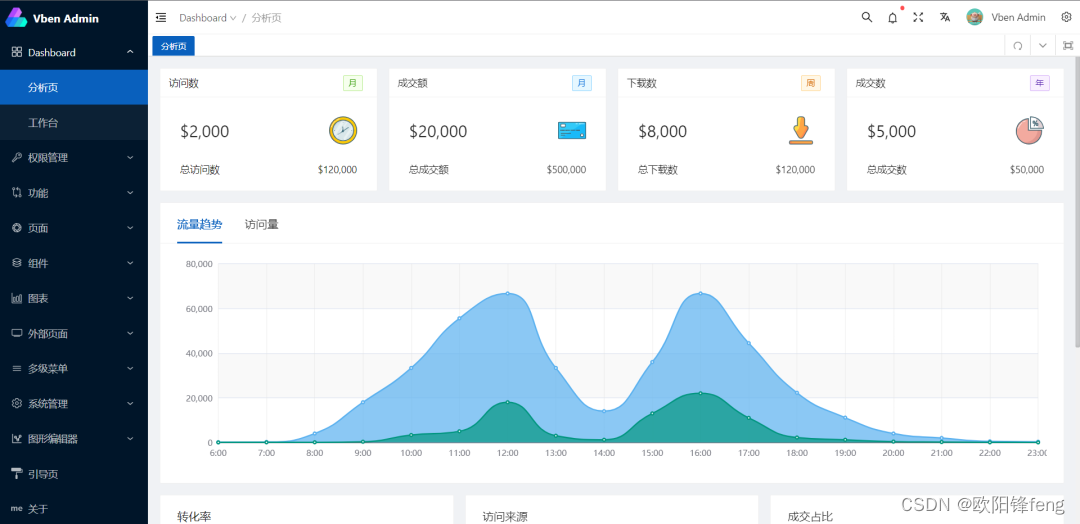 Vben Admin
Dashboard
分析页
工作台
权限管理
功能
页面
组件
图表
外部页面
多级菜单
系统管理
图形编辑器
引导页
me 关于
Dashboard / 分析页
Vben Admin
分析页
访问数 月
$2,000
总访问数 $120,000
成交额 月
$20,000
总成交额 $500,000
下载数 周
$8,000
总下载数 $120,000
成交数 年
$5,000
总成交数 $50,000
流量趋势 访问量
80,000
60,000
40,000
20,000
0
6:00 7:00 8:00 9:00 10:00 11:00 12:00 13:00 14:00 15:00 16:00 17:00 18:00 19:00 20:00 21:00 22:00 23:0
转化率 访问来源 成交占比
CSDN @欧阳锋feng